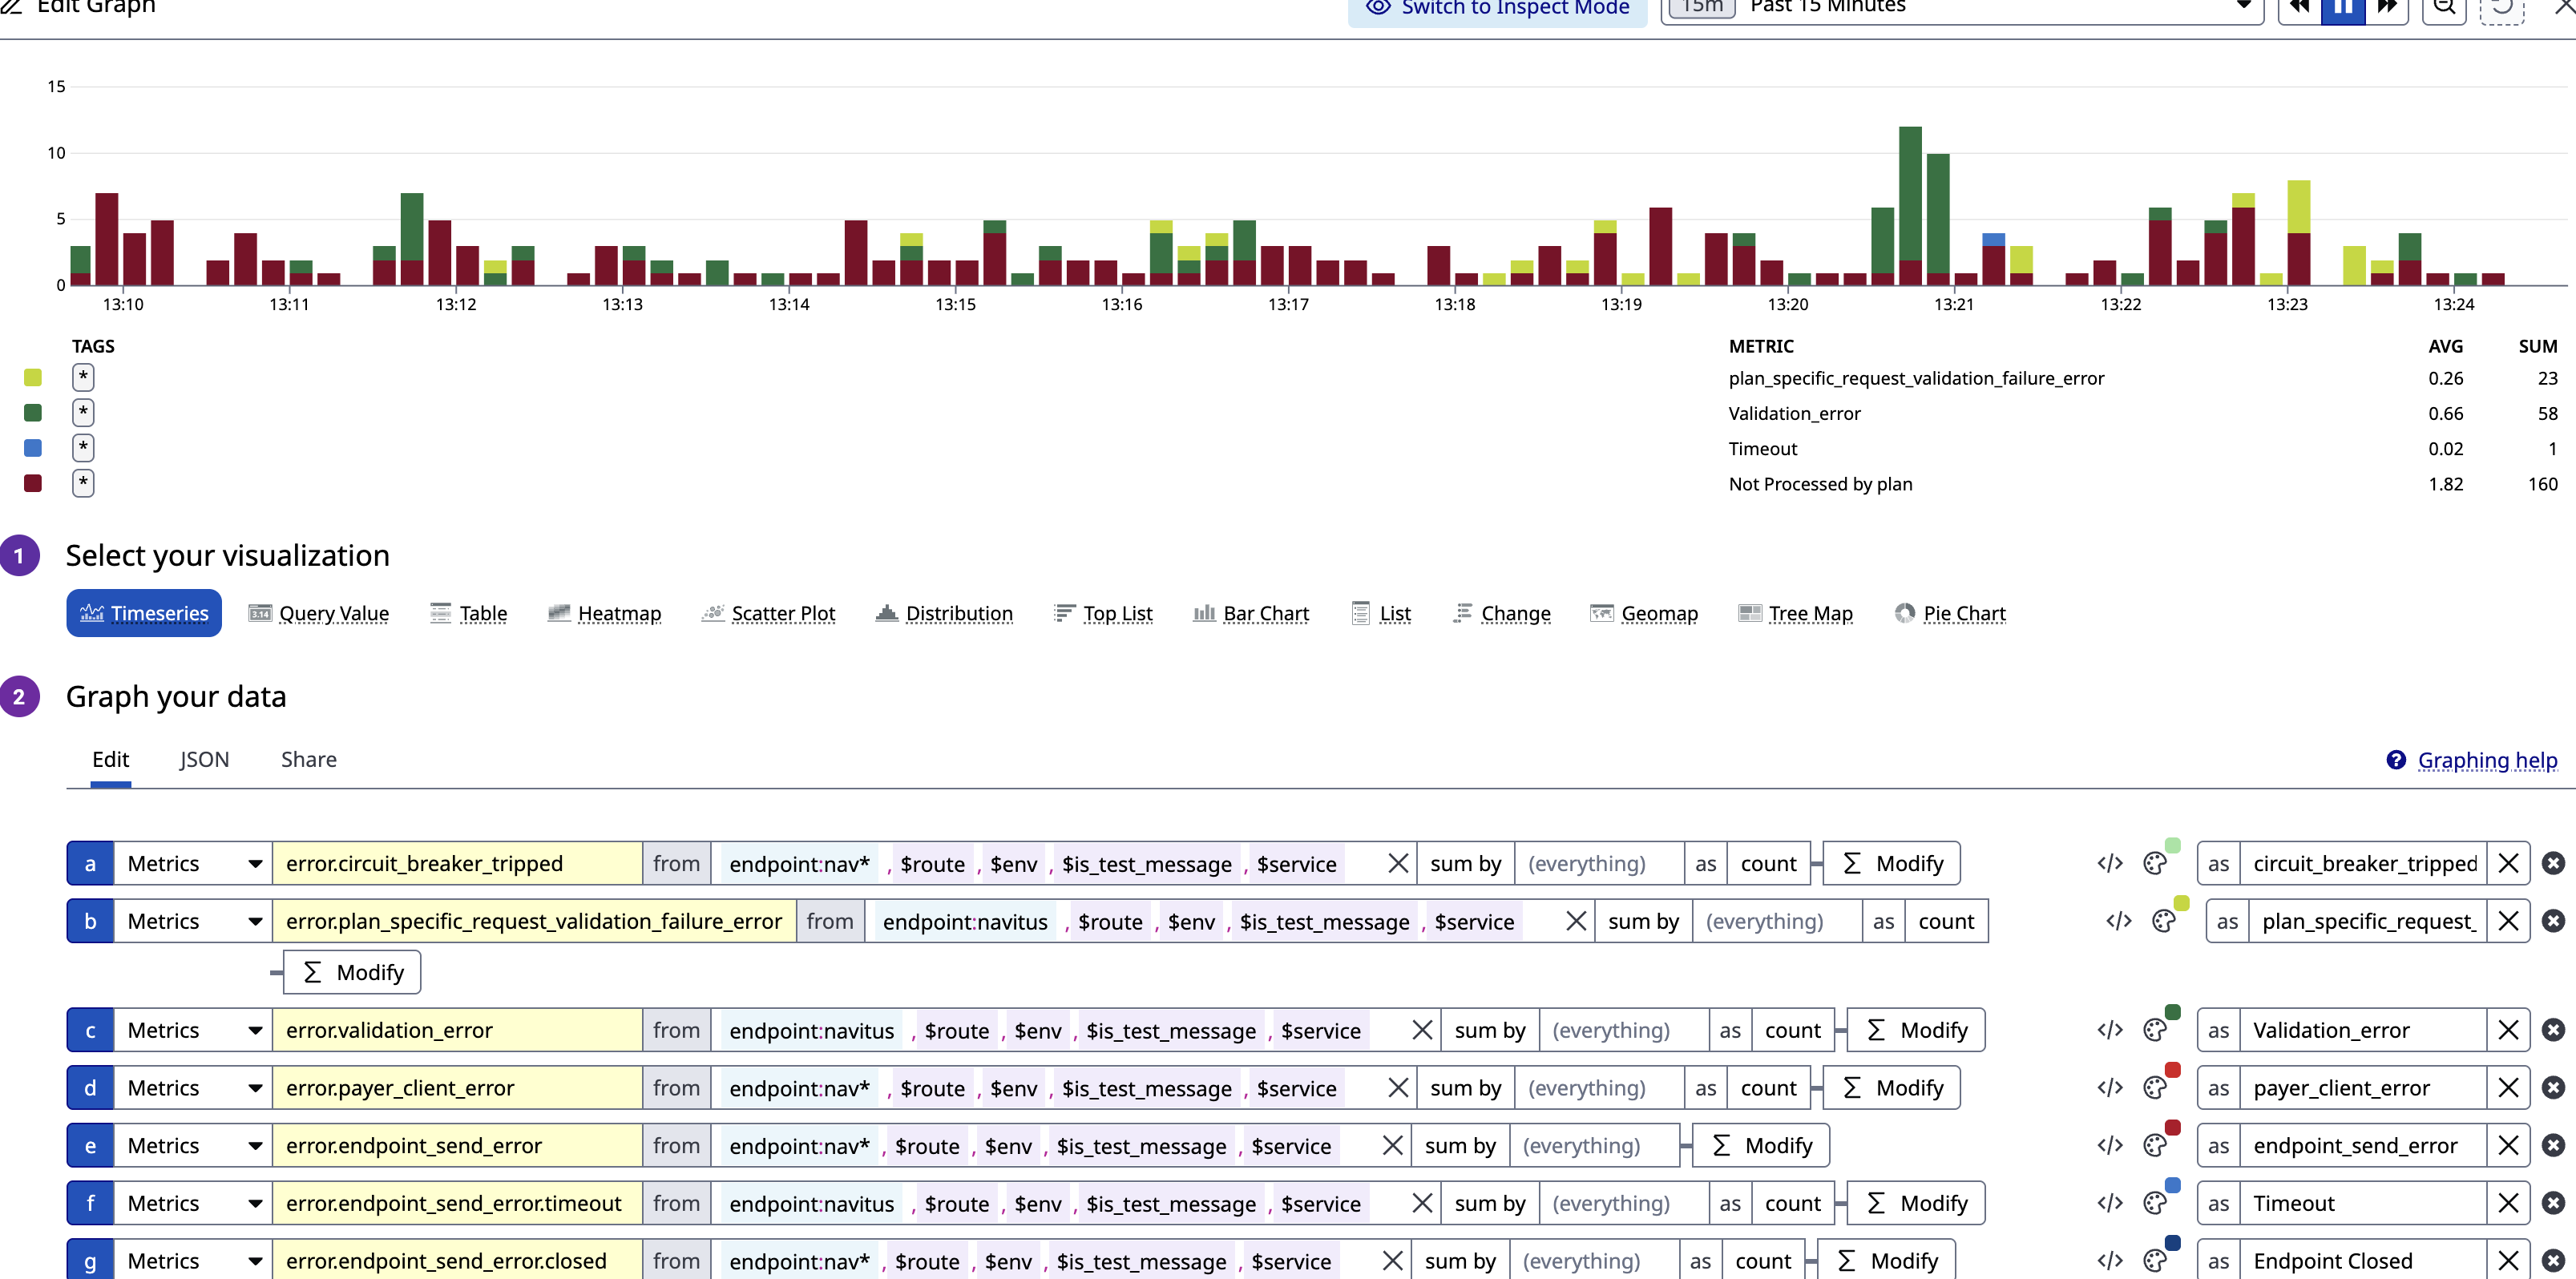 Edit Graph Switch to Inspect Mode 15m Past 15 Minutes
15
10
5
0
13:10 13:11 13:12 13:13 13:14 13:15 13:16 13:17 13:18 13:19 13:20 13:21 13:22 13:23 13:24
TAGS METRIC AVG SUM
* plan_specific_request_validation_failure_error 0.26 23
* Validation_error 0.66 58
* Timeout 0.02 1
* Not Processed by plan 1.82 160
1 Select your visualization
Timeseries 3.14 Query Value Table Heatmap Scatter Plot Distribution Top List Bar Chart List Change Geomap Tree Map Pie Chart
2 Graph your data
Edit JSON Share ? Graphing help
a Metrics error.circuit_breaker_tripped from endpoint:nav* , $route , $env , $is_test_message , $service sum by (everything) as count Σ Modify </> as circuit_breaker_tripped
b Metrics error.plan_specific_request_validation_failure_error from endpoint:navitus , $route , $env , $is_test_message , $service sum by (everything) as count </> as plan_specific_request_
Σ Modify
c Metrics error.validation_error from endpoint:navitus , $route , $env , $is_test_message , $service sum by (everything) as count Σ Modify </> as Validation_error
d Metrics error.payer_client_error from endpoint:nav* , $route , $env , $is_test_message , $service sum by (everything) as count Σ Modify </> as payer_client_error
e Metrics error.endpoint_send_error from endpoint:nav* , $route , $env , $is_test_message , $service sum by (everything) Σ Modify </> as endpoint_send_error
f Metrics error.endpoint_send_error.timeout from endpoint:navitus , $route , $env , $is_test_message , $service sum by (everything) as count Σ Modify </> as Timeout
g Metrics error.endpoint_send_error.closed from endpoint:nav* , $route , $env , $is_test_message , $service sum by (everything) as count Σ Modify </> as Endpoint Closed